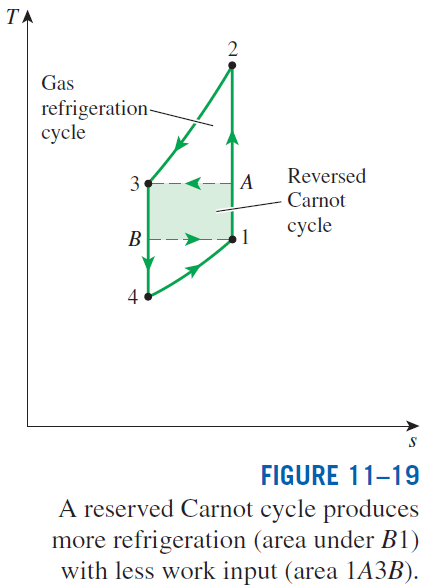 T
2
Gas
refrigeration
cycle
3
A
Reversed
Carnot
cycle
B
1
4
s
FIGURE 11–19
A reserved Carnot cycle produces
more refrigeration (area under B1)
with less work input (area 1A3B).